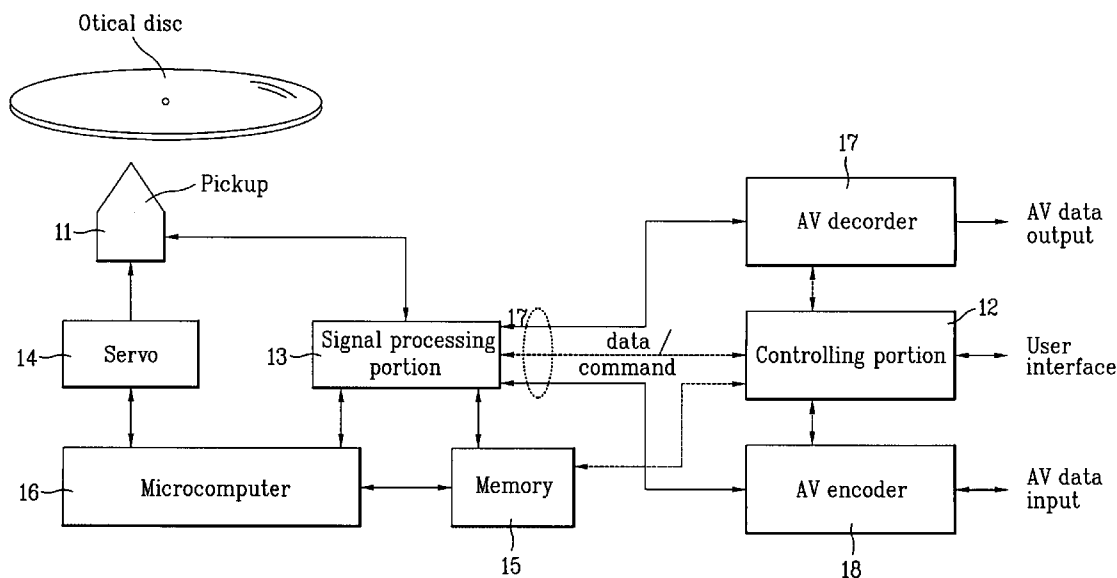 Otical disc
Pickup
11
17
AV decorder
AV data
output
12
17
13
Signal processing
portion
data
command
Controlling portion
User
interface
14
Servo
16
Microcomputer
Memory
15
AV encoder
AV data
input
18